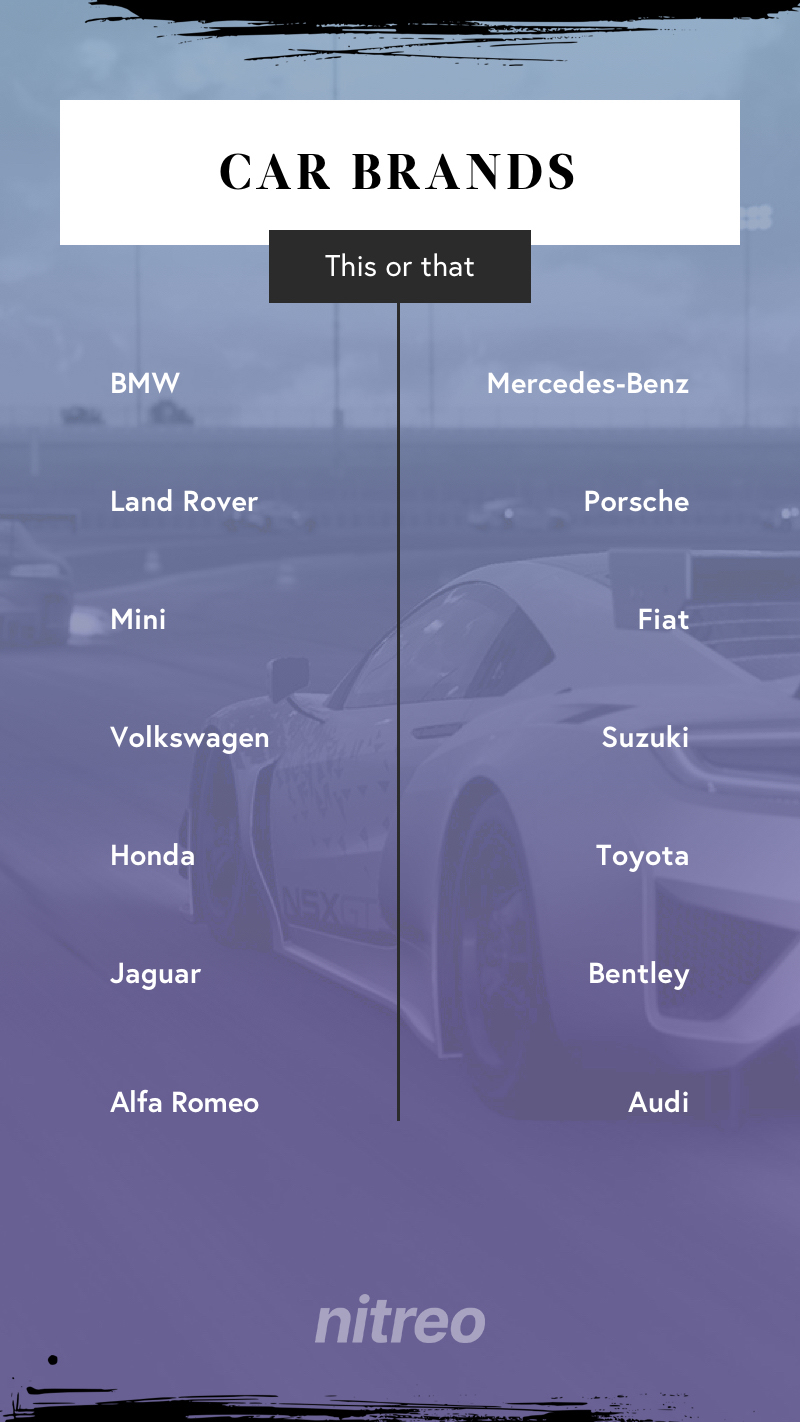 CAR BRANDS
This or that
BMW Mercedes-Benz
Land Rover Porsche
Mini Fiat
Volkswagen Suzuki
Honda Toyota
Jaguar Bentley
NSXGT
Alfa Romeo Audi
nitreo